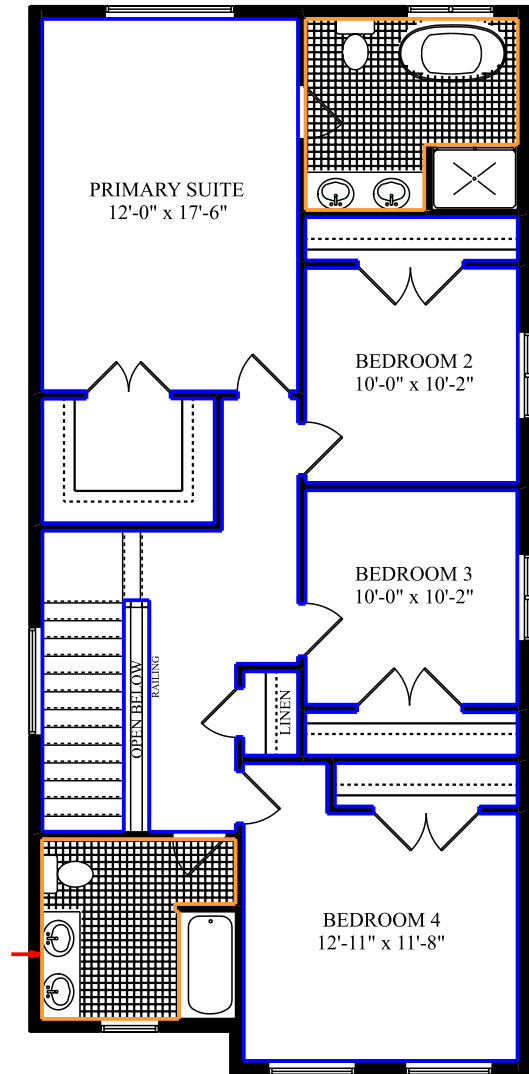 PRIMARY SUITE
12'-0" x 17'-6"
BEDROOM 2
10'-0" x 10'-2"
BEDROOM 3
10'-0" x 10'-2"
OPEN BELOW
RAILING
LINEN
BEDROOM 4
12'-11" x 11'-8"